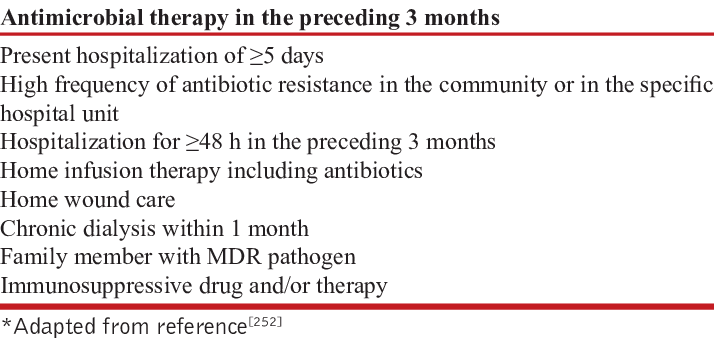 Antimicrobial therapy in the preceding 3 months
Present hospitalization of ≥5 days
High frequency of antibiotic resistance in the community or in the specific
hospital unit
Hospitalization for ≥48 h in the preceding 3 months
Home infusion therapy including antibiotics
Home wound care
Chronic dialysis within 1 month
Family member with MDR pathogen
Immunosuppressive drug and/or therapy
*Adapted from reference[252]